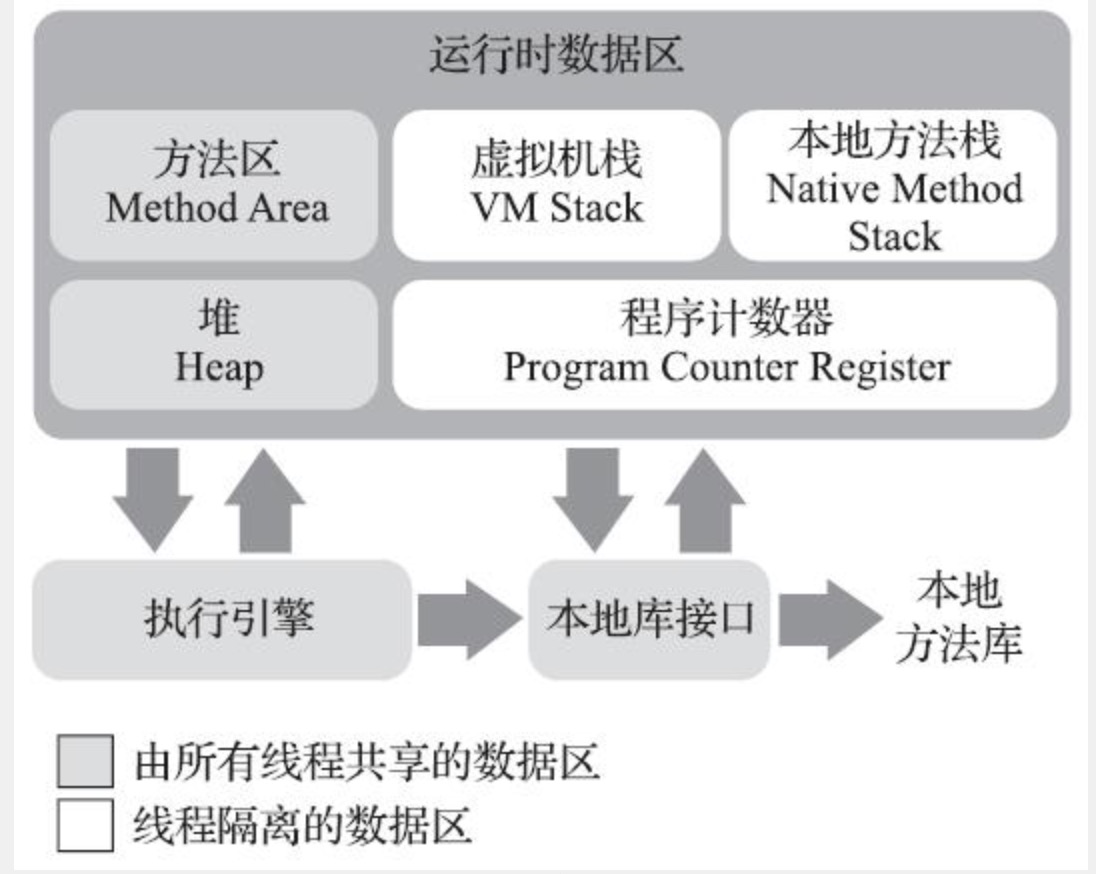 运行时数据区
方法区
Method Area
虚拟机栈
VM Stack
本地方法栈
Native Method
Stack
堆
Heap
程序计数器
Program Counter Register
执行引擎
本地库接口
本地
方法库
由所有线程共享的数据区
线程隔离的数据区